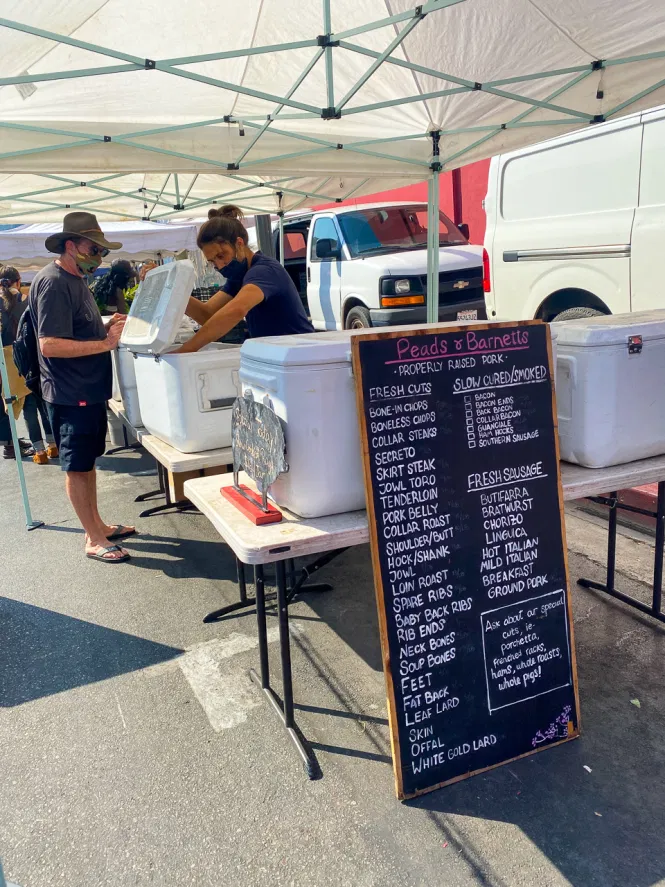 Peads & Barnetts
·PROPERLY RAISED PORK·
FRESH CUTS
BONE-IN CHOPS
BONELESS CHOPS
COLLAR STEAKS
SECRETO
SKIRT STEAK
JOWL TORO
TENDERLOIN
PORK BELLY
COLLAR ROAST
SHOULDER/BUTT
HOCK/SHANK
JOWL
LOIN ROAST
SPARE RIBS
BABY BACK RIBS
RIB ENDS
NECK BONES
SOUP BONES
FEET
FAT BACK
LEAF LARD
SKIN
OFFAL
WHITE GOLD LARD
SLOW CURED/SMOKED
BACON
BACON ENDS
BACK BACON
COLLAR BACON
GUANCIALE
HAM HOCKS
SOUTHERN SAUSAGE
FRESH SAUSAGE
BUTIFARRA
BRATWURST
CHORIZO
LINGUICA
HOT ITALIAN
MILD ITALIAN
BREAKFAST
GROUND PORK
Ask about our special
cuts, ie.
porchetta,
frenched racks,
hams, whole roasts,
whole pigs!